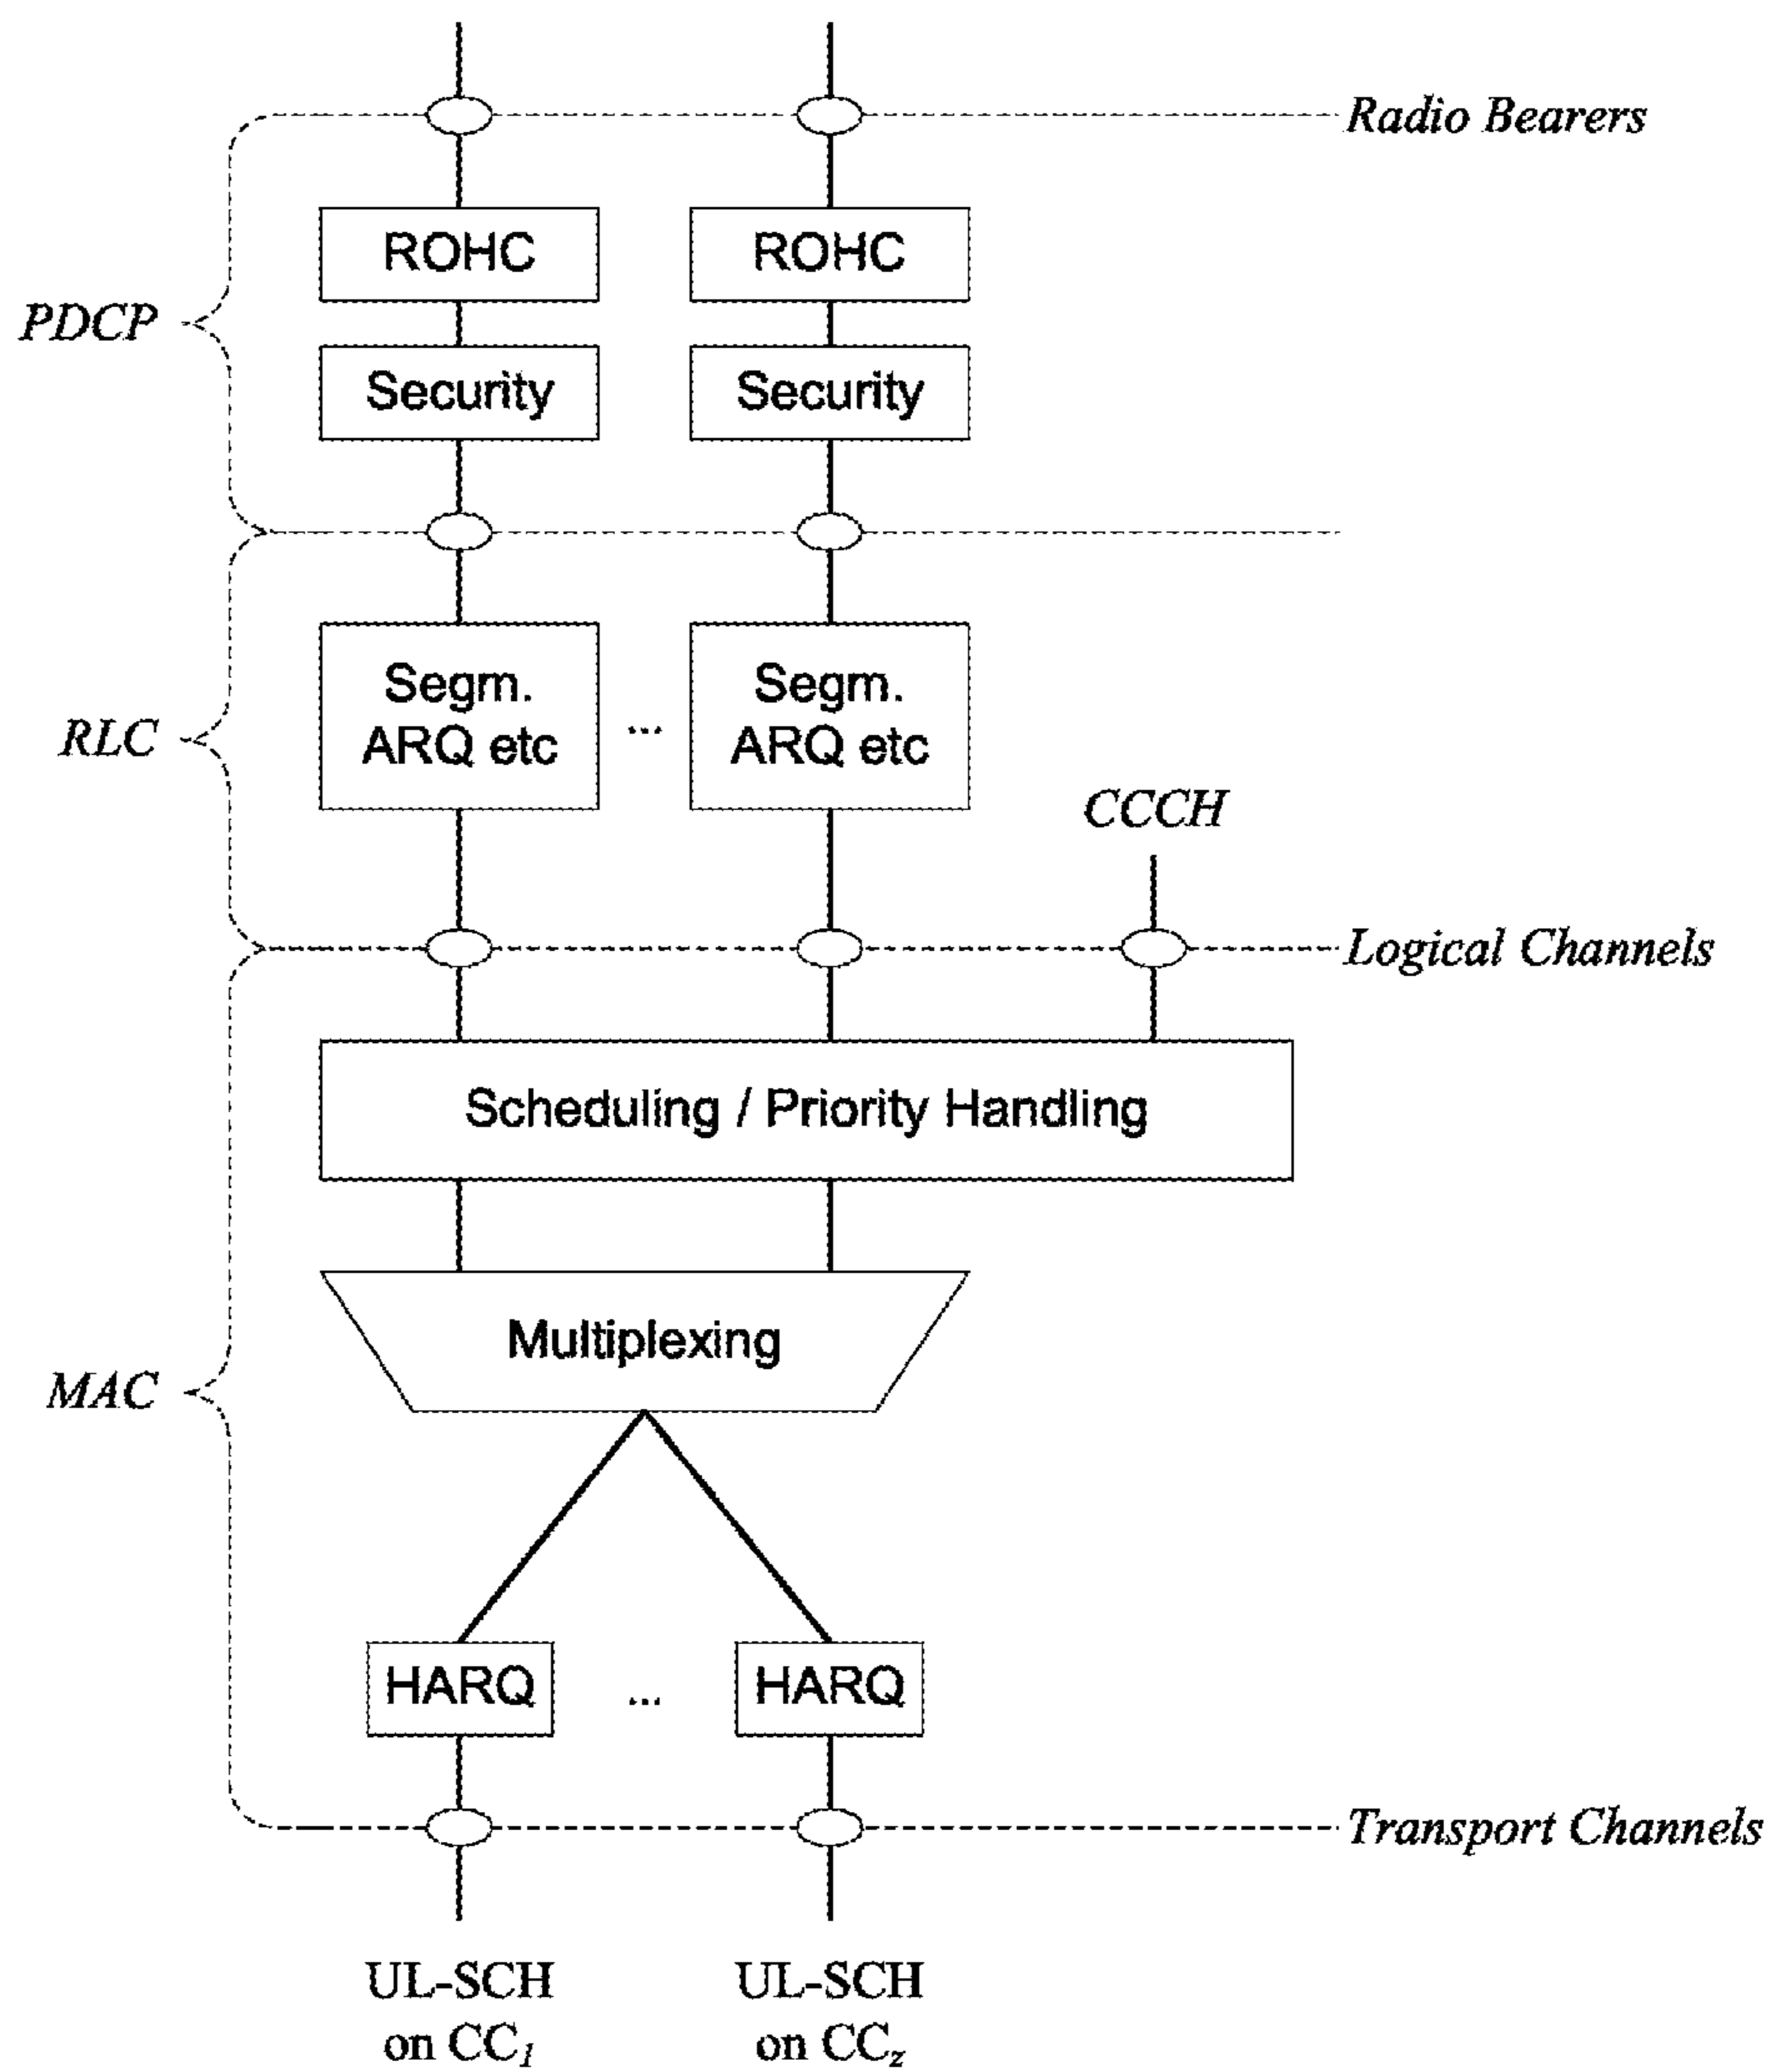 Radio Bearers
ROHC
ROHC
PDCP
Security
Security
Segm.
ARQ etc
...
Segm.
ARQ etc
RLC
CCCH
Logical Channels
Scheduling / Priority Handling
Multiplexing
MAC
HARQ
...
HARQ
Transport Channels
UL-SCH
on CC1
UL-SCH
on CCz